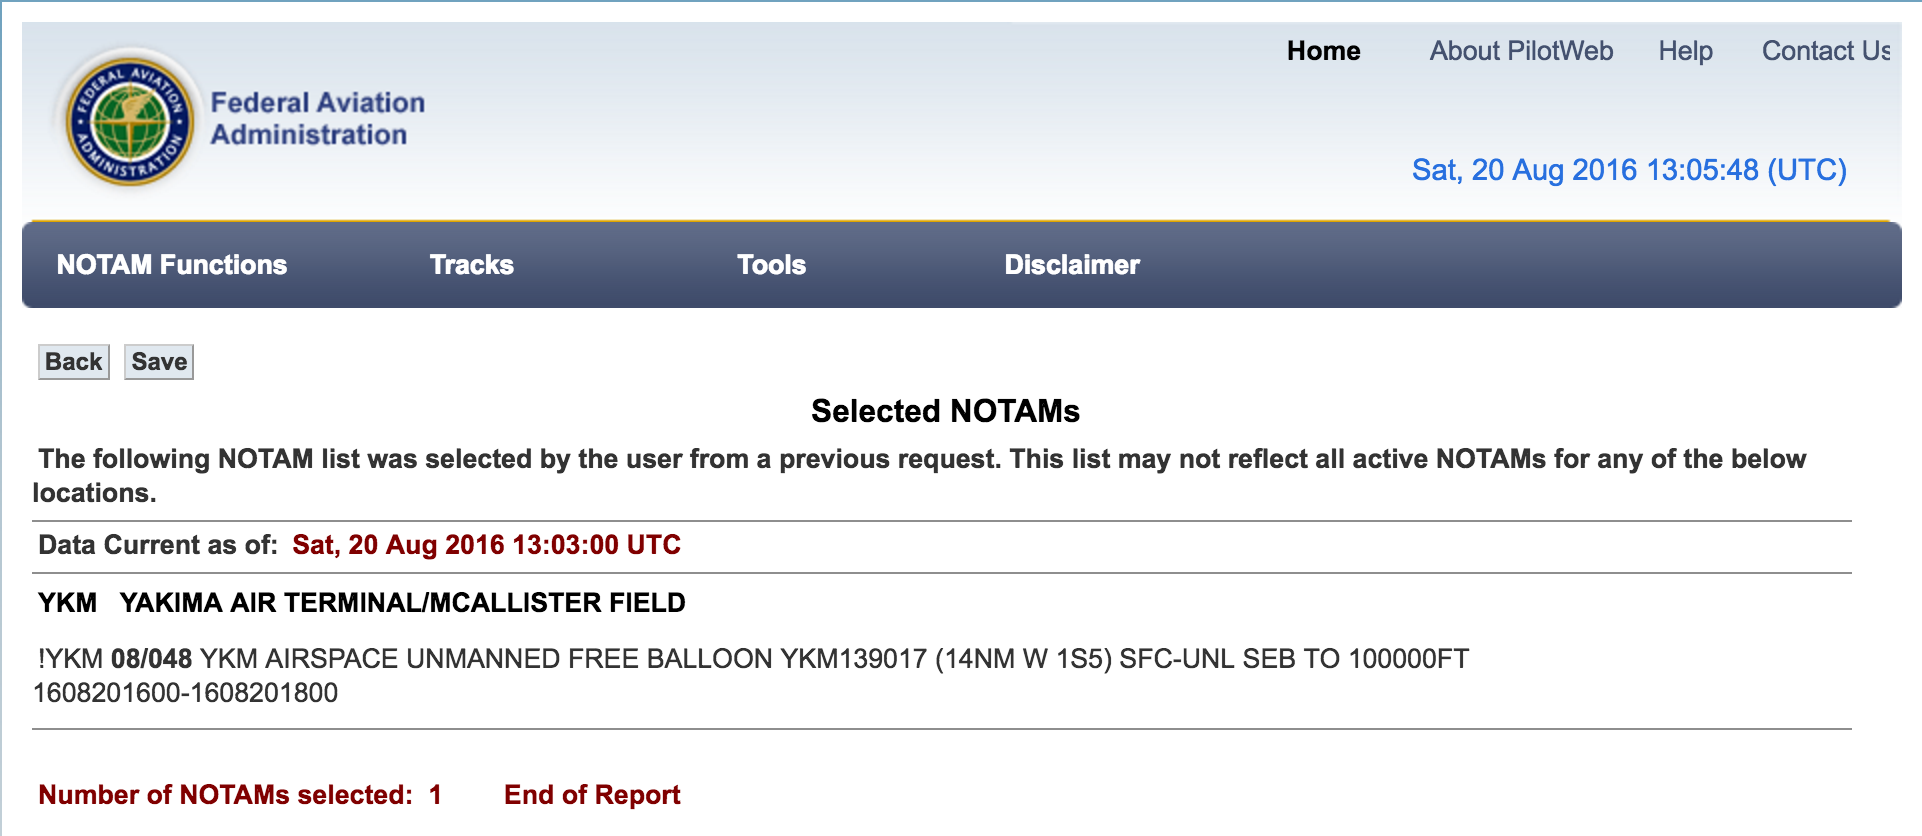 Home About PilotWeb Help Contact Us
FEDERAL AVIATION ADMINISTRATION
Federal Aviation
Administration
Sat, 20 Aug 2016 13:05:48 (UTC)
NOTAM Functions Tracks Tools Disclaimer
Back Save
Selected NOTAMs
The following NOTAM list was selected by the user from a previous request. This list may not reflect all active NOTAMs for any of the below
locations.
Data Current as of: Sat, 20 Aug 2016 13:03:00 UTC
YKM YAKIMA AIR TERMINAL/MCALLISTER FIELD
!YKM 08/048 YKM AIRSPACE UNMANNED FREE BALLOON YKM139017 (14NM W 1S5) SFC-UNL SEB TO 100000FT
1608201600-1608201800
Number of NOTAMs selected: 1 End of Report